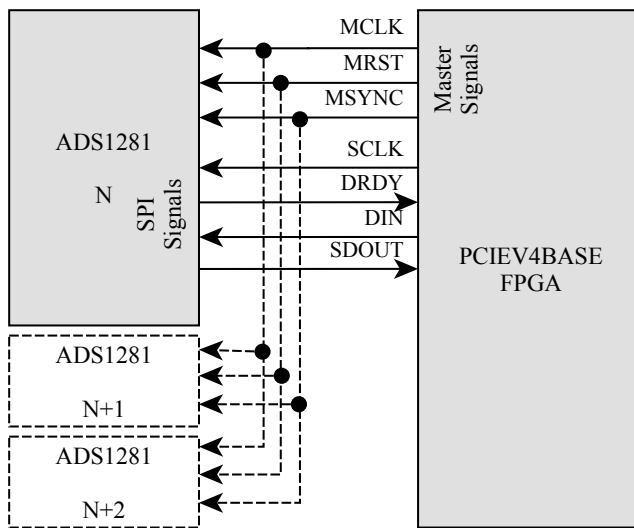 MCLK
MRST
MSYNC
Master
Signals
ADS1281
N
SPI
Signals
SCLK
DRDY
DIN
SDOUT
PCIEV4BASE
FPGA
ADS1281
N+1
ADS1281
N+2